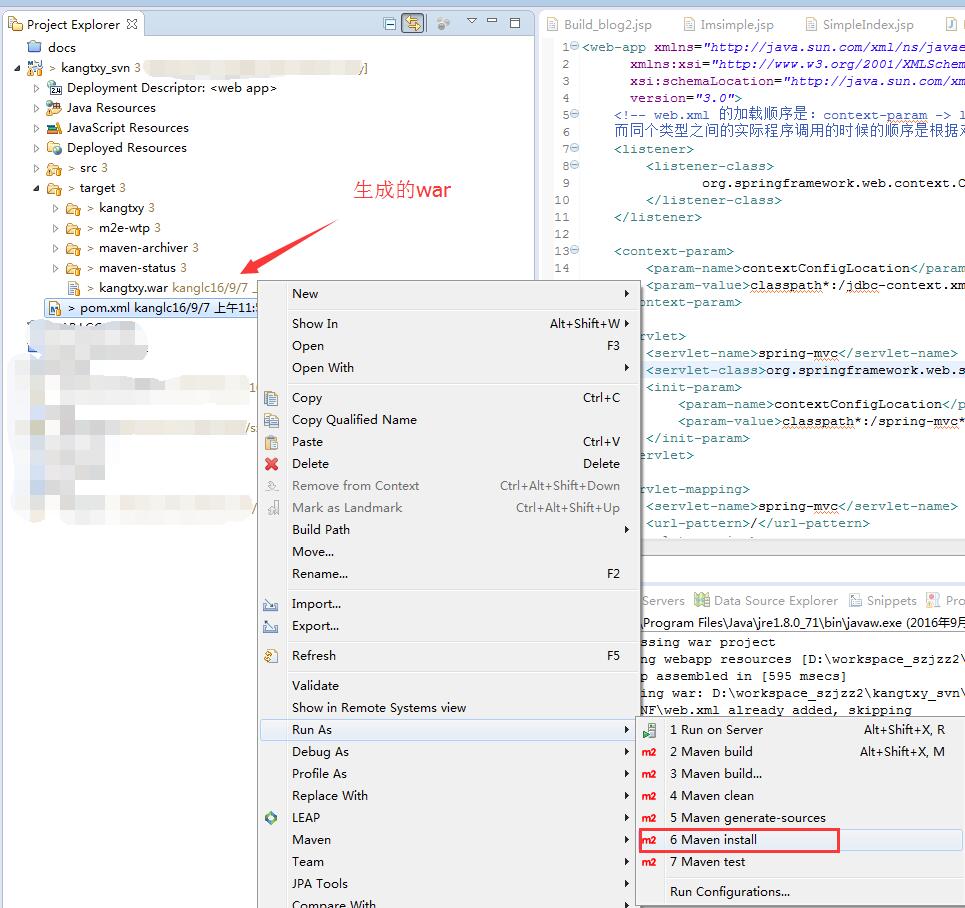 Project Explorer
docs
> kangtxy_svn 3
y]
Deployment Descriptor: <web app>
Java Resources
JavaScript Resources
Deployed Resources
> src 3
> target 3
> kangtxy 3
> m2e-wtp 3
> maven-archiver 3
> maven-status 3
> kangtxy.war kanglc16/9/7
> pom.xml kanglc16/9/7 上午11:5
生成的war
New
Show In Alt+Shift+W
Open F3
Open With
Copy Ctrl+C
Copy Qualified Name
Paste Ctrl+V
Delete Delete
Remove from Context Ctrl+Alt+Shift+Down
Mark as Landmark Ctrl+Alt+Shift+Up
Build Path
Move...
Rename... F2
Import...
Export...
Refresh F5
Validate
Show in Remote Systems view
Run As
Debug As
Profile As
Replace With
LEAP
Maven
Team
JPA Tools
Compare With
Build_blog2.jsp Imsimple.jsp SimpleIndex.jsp
1 <web-app xmlns="http://java.sun.com/xml/ns/javae
2 xmlns:xsi="http://www.w3.org/2001/XMLSchem
3 xsi:schemaLocation="http://java.sun.com/xm
4 version="3.0">
5 <!-- web.xml 的加载顺序是：context-param -> l
6 而同个类型之间的实际程序调用的时候的顺序是根据
7 <listener>
8 <listener-class>
9 org.springframework.web.context.C
10 </listener-class>
11 </listener>
12
13 <context-param>
14 <param-name>contextConfigLocation</param
<param-value>classpath*:/jdbc-context.xm
ontext-param>
rvlet>
<servlet-name>spring-mvc</servlet-name>
<servlet-class>org.springframework.web.s
<init-param>
<param-name>contextConfigLocation</p
<param-value>classpath*:/spring-mvc*
</init-param>
ervlet>
rvlet-mapping>
<servlet-name>spring-mvc</servlet-name>
<url-pattern>/</url-pattern>
Servers Data Source Explorer Snippets Pro
\Program Files\Java\jre1.8.0_71\bin\javaw.exe (2016年9月
ssing war project
ng webapp resources [D:\workspace_szjzz2\
p assembled in [595 msecs]
ing war: D:\workspace_szjzz2\kangtxy_svn\
NF\web.xml already added, skipping
1 Run on Server Alt+Shift+X, R
2 Maven build Alt+Shift+X, M
3 Maven build...
4 Maven clean
5 Maven generate-sources
6 Maven install
7 Maven test
Run Configurations...